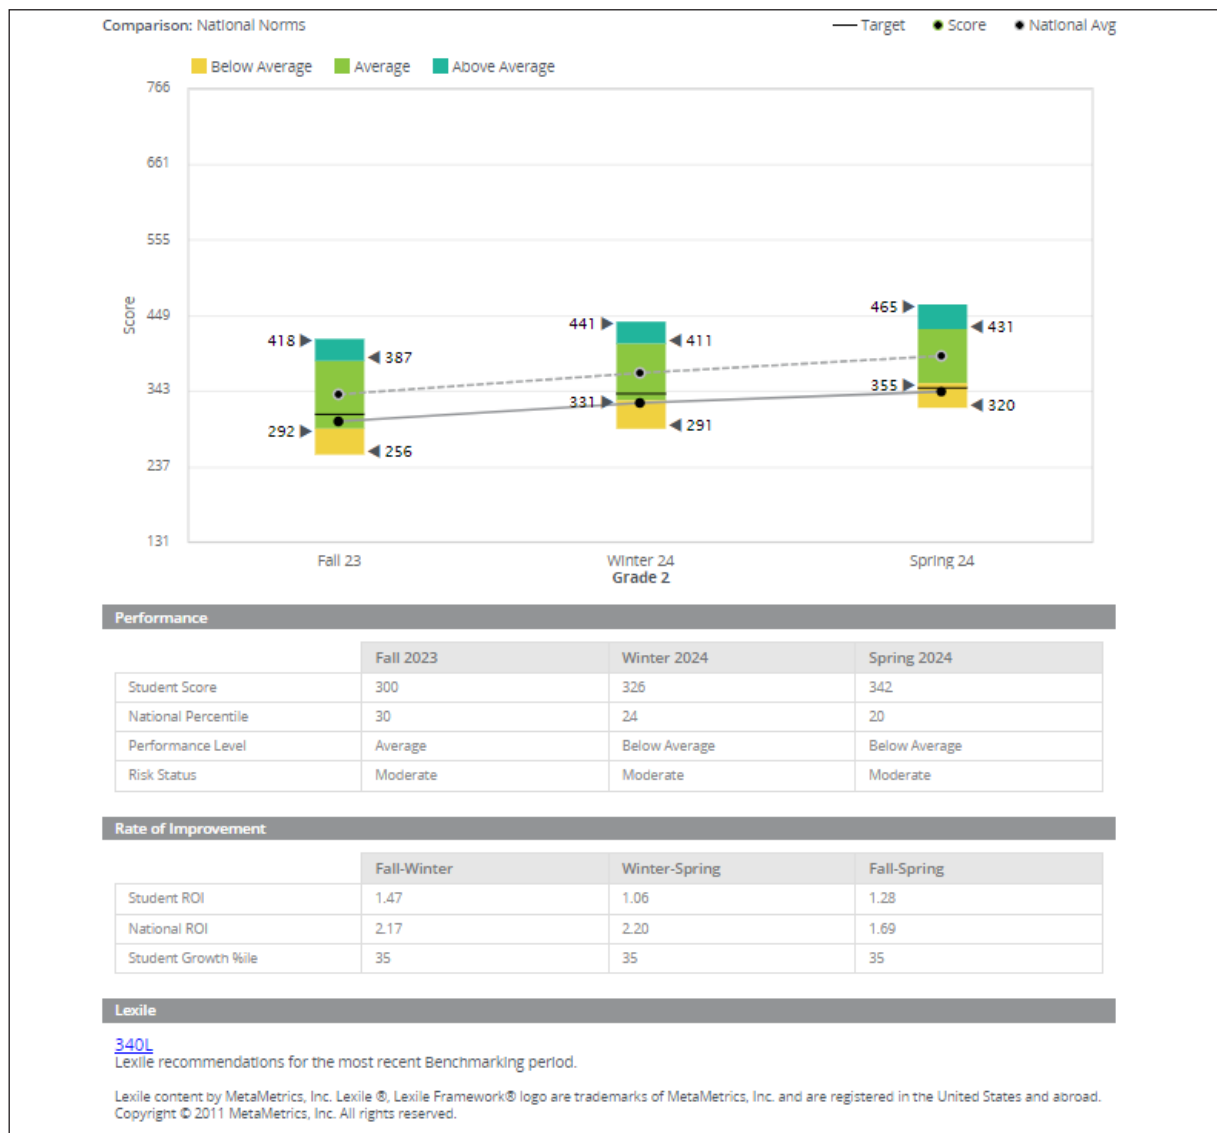 Comparison: National Norms
Target Score National Avg
Below Average Average Above Average
766
661
555
449
343
237
131
Score
418 387
292 256
441 411
331 291
465 431
355 320
Fall 23 Winter 24 Spring 24
Grade 2
Performance
Fall 2023 Winter 2024 Spring 2024
Student Score 300 326 342
National Percentile 30 24 20
Performance Level Average Below Average Below Average
Risk Status Moderate Moderate Moderate
Rate of Improvement
Fall-Winter Winter-Spring Fall-Spring
Student ROI 1.47 1.06 1.28
National ROI 2.17 2.20 1.69
Student Growth %ile 35 35 35
Lexile
340L
Lexile recommendations for the most recent Benchmarking period.
Lexile content by MetaMetrics, Inc. Lexile ®, Lexile Framework® logo are trademarks of MetaMetrics, Inc. and are registered in the United States and abroad.
Copyright © 2011 MetaMetrics, Inc. All rights reserved.